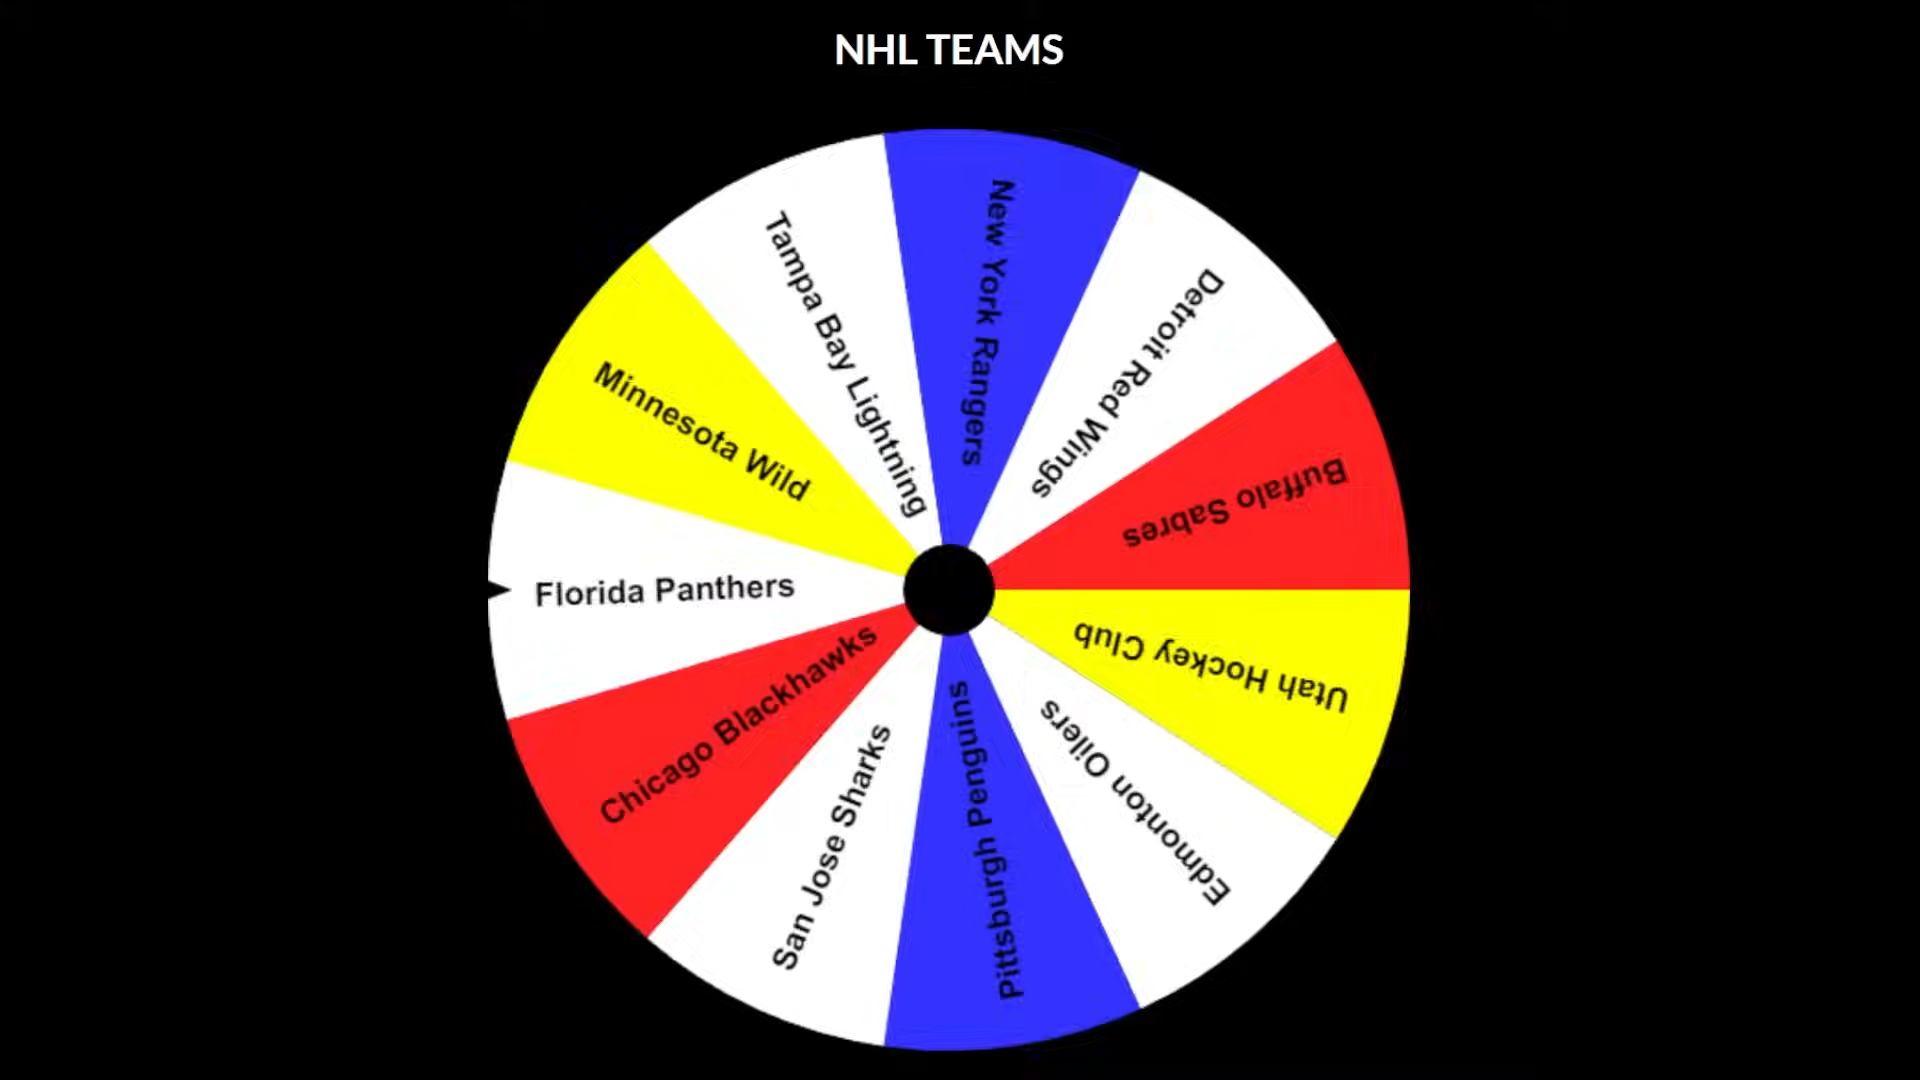 NHL TEAMS
New York Rangers
Detroit Red Wings
Buffalo Sabres
Utah Hockey Club
Edmonton Oilers
Pittsburgh Penguins
San Jose Sharks
Chicago Blackhawks
Florida Panthers
Minnesota Wild
Tampa Bay Lightning